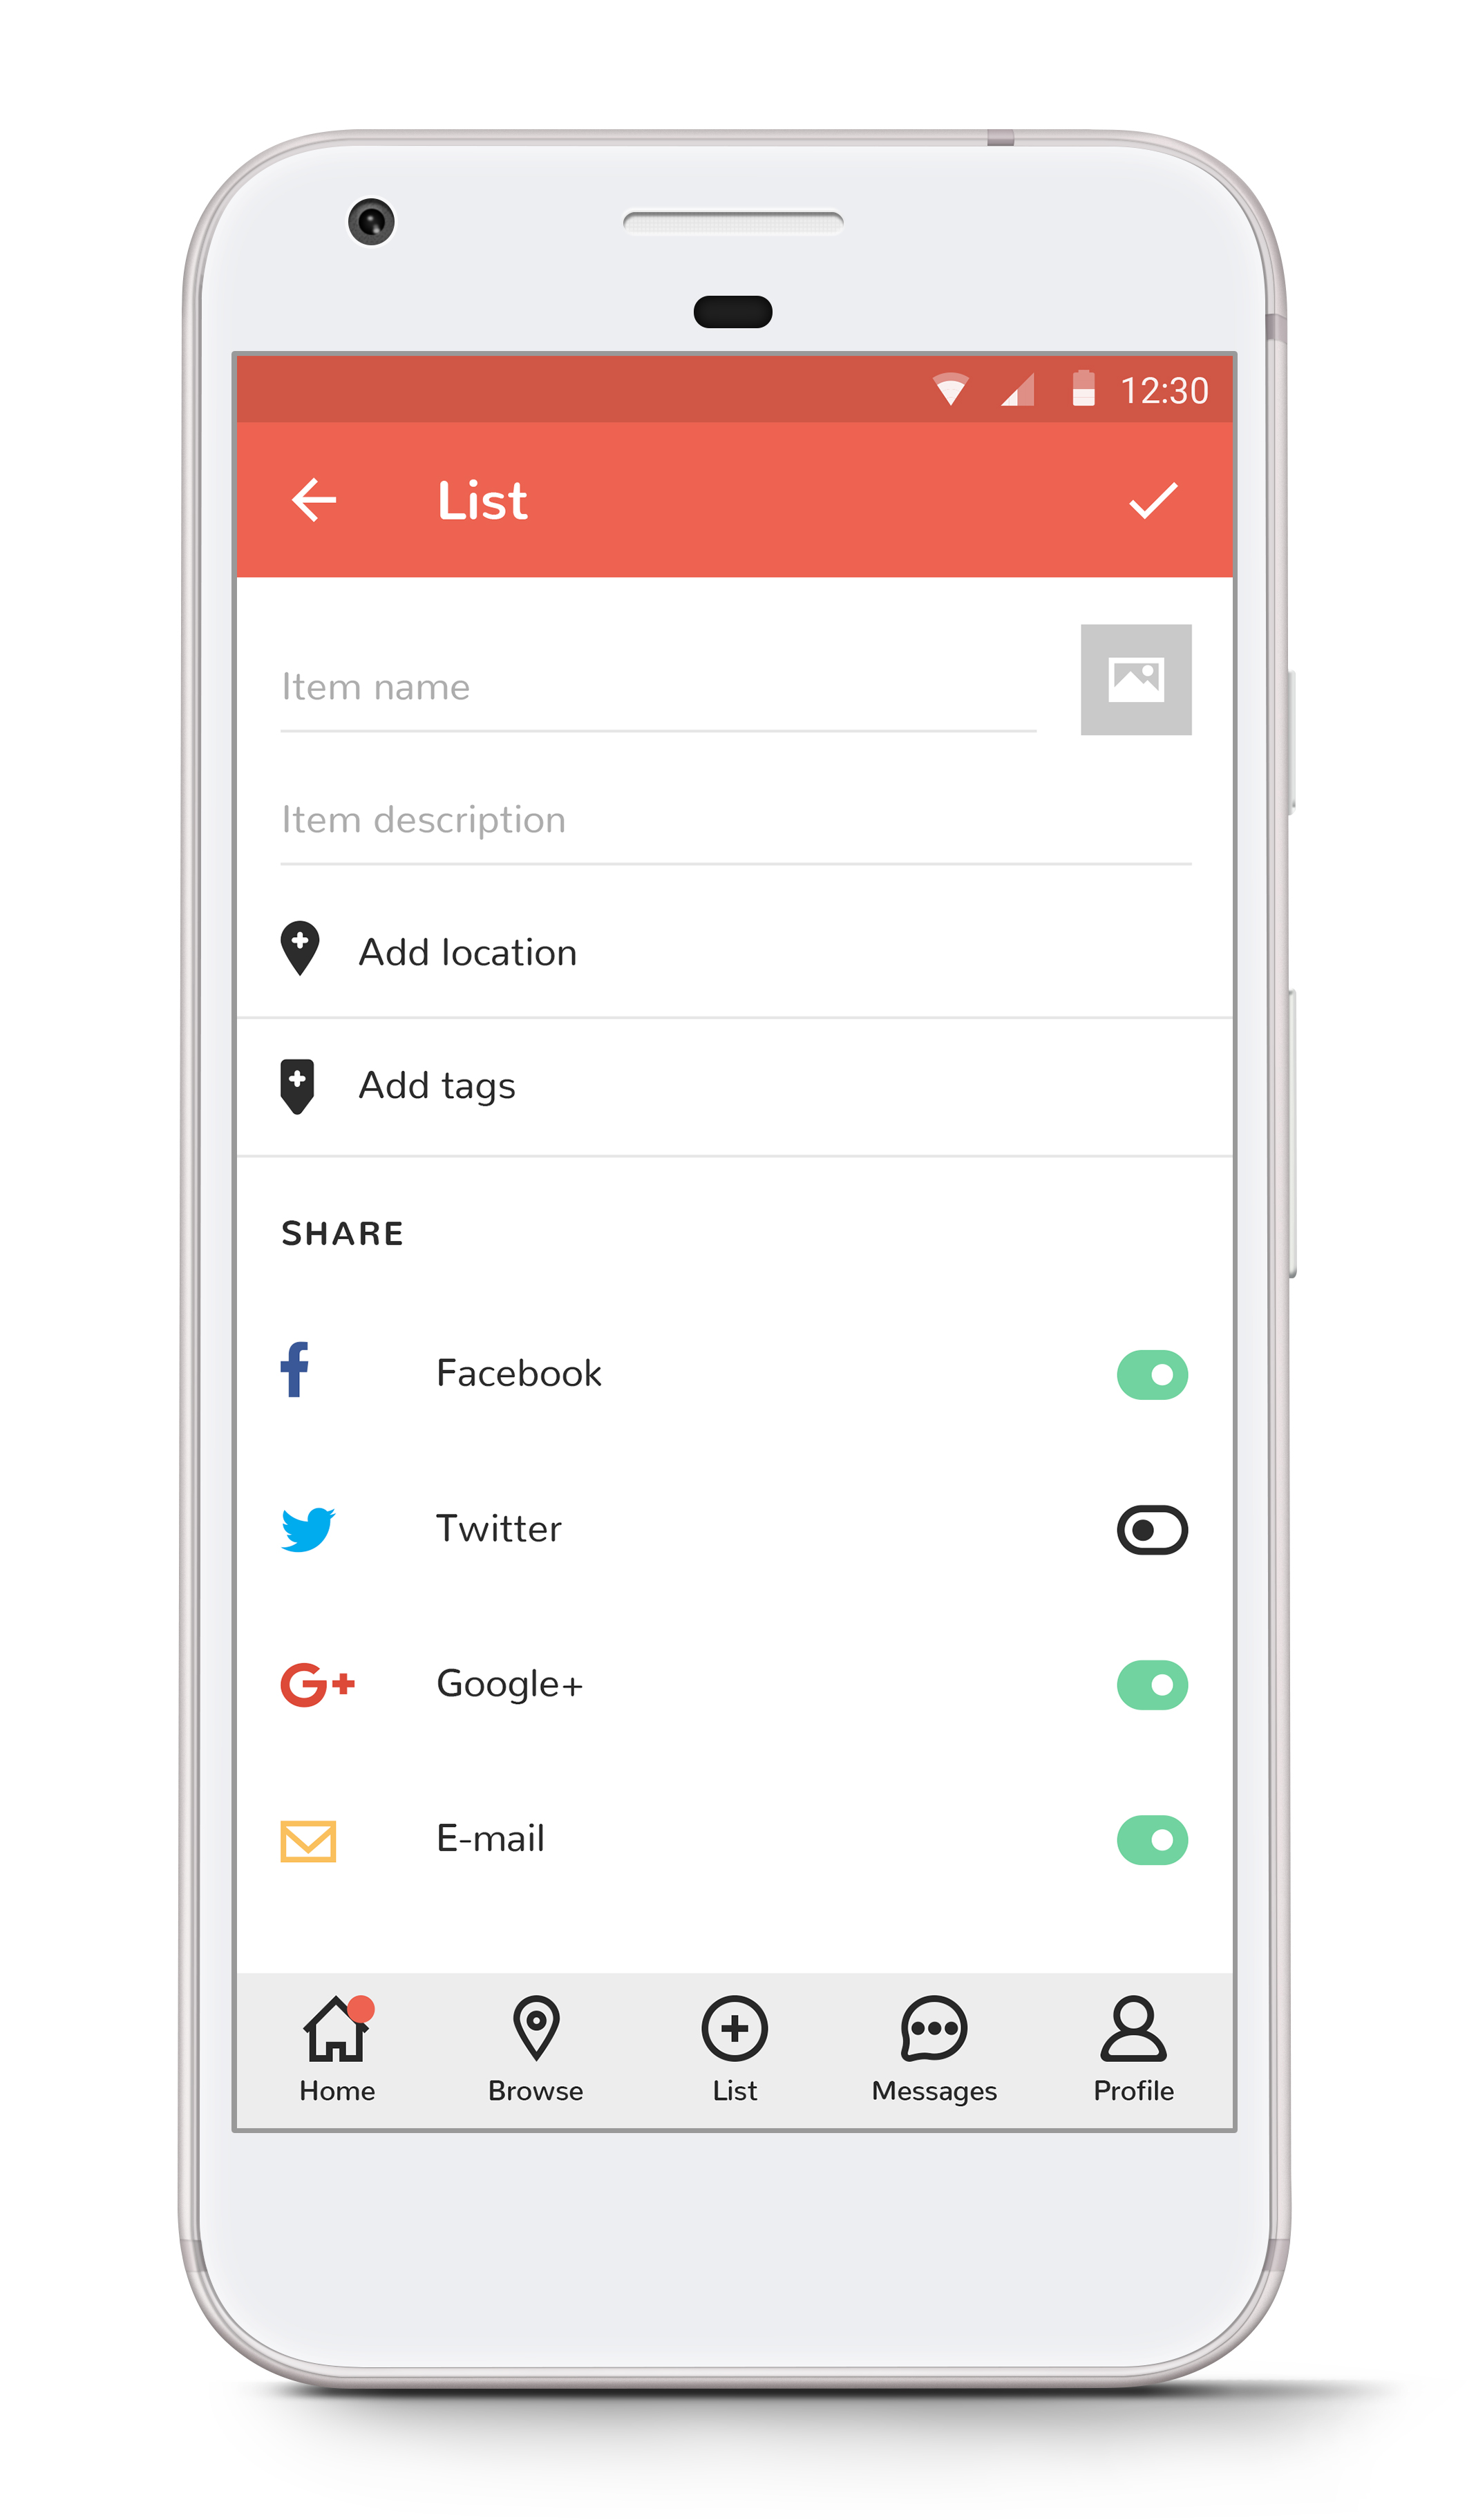 12:30
List
Item name
Item description
Add location
Add tags
SHARE
Facebook
Twitter
G+ Google+
E-mail
Home Browse List Messages Profile